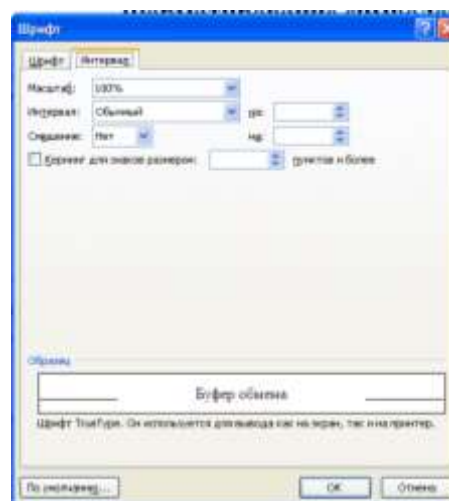 Шрифт
Шрифт Интервал
Масштаб: 100%
Интервал: Обычный на:
Смещение: Нет на:
Кернинг для знаков размером: пунктов и более
Образец
Буфер обмена
Шрифт TrueType. Он используется для вывода как на экран, так и на принтер.
По умолчанию... ОК Отмена